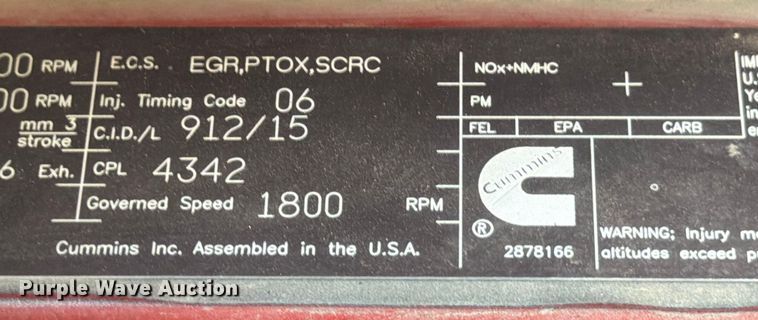 00 RPM E.C.S. EGR,PTOX,SCRC
00 RPM Inj. Timing Code 06
mm 3
stroke C.I.D./L 912/15
6 Exh. CPL 4342
Governed Speed 1800 RPM
Cummins Inc. Assembled in the U.S.A.
NOx+NMHC
PM
FEL EPA CARB
Cummins
®
2878166
U.S.
WARNING: Injury
altitudes exceed
Purple Wave Auction